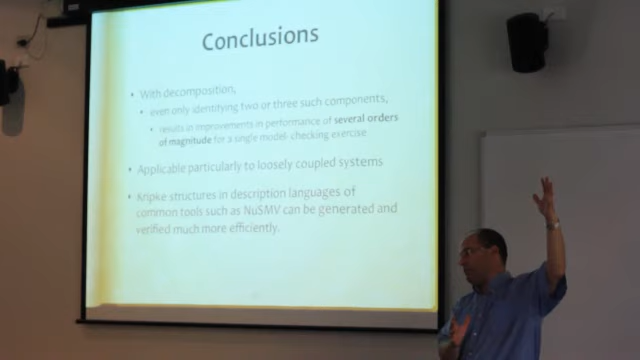 Conclusions
• With decomposition,
• even only identifying two or three such components,
• results in improvements in performance of several orders
of magnitude for a single model-checking exercise
• Applicable particularly to loosely coupled systems
• Kripke structures in description languages of
common tools such as NuSMV can be generated and
verified much more efficiently.